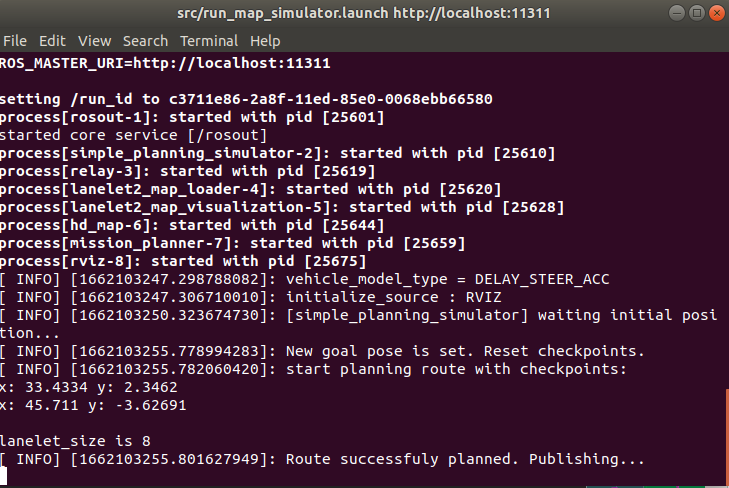 src/run_map_simulator.launch http://localhost:11311
File Edit View Search Terminal Help
ROS_MASTER_URI=http://localhost:11311
setting /run_id to c3711e86-2a8f-11ed-85e0-0068ebb66580
process[rosout-1]: started with pid [25601]
started core service [/rosout]
process[simple_planning_simulator-2]: started with pid [25610]
process[relay-3]: started with pid [25619]
process[lanelet2_map_loader-4]: started with pid [25620]
process[lanelet2_map_visualization-5]: started with pid [25628]
process[hd_map-6]: started with pid [25644]
process[mission_planner-7]: started with pid [25659]
process[rviz-8]: started with pid [25675]
[ INFO] [1662103247.298788082]: vehicle_model_type = DELAY_STEER_ACC
[ INFO] [1662103247.306710010]: initialize_source : RVIZ
[ INFO] [1662103250.323674730]: [simple_planning_simulator] waiting initial posi
tion...
[ INFO] [1662103255.778994283]: New goal pose is set. Reset checkpoints.
[ INFO] [1662103255.782060420]: start planning route with checkpoints:
x: 33.4334 y: 2.3462
x: 45.711 y: -3.62691
lanelet_size is 8
[ INFO] [1662103255.801627949]: Route successfuly planned. Publishing...